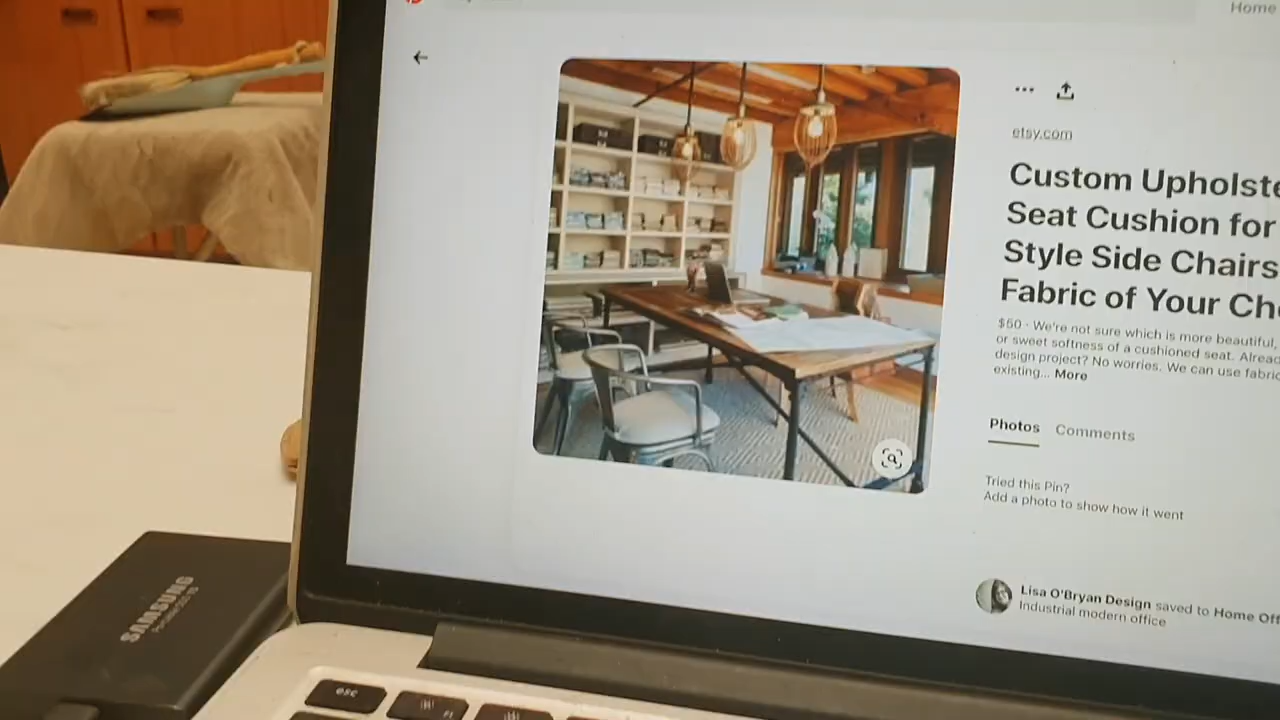 Home
etsy.com
Custom Upholste
Seat Cushion for
Style Side Chairs
Fabric of Your Ch
$50 - We're not sure which is more beautiful,
or sweet softness of a cushioned seat. Alread
design project? No worries. We can use fabric
existing... More
Photos Comments
Tried this Pin?
Add a photo to show how it went
Lisa O'Bryan Design saved to Home Off
Industrial modern office
SAMSUNG
esc
F1